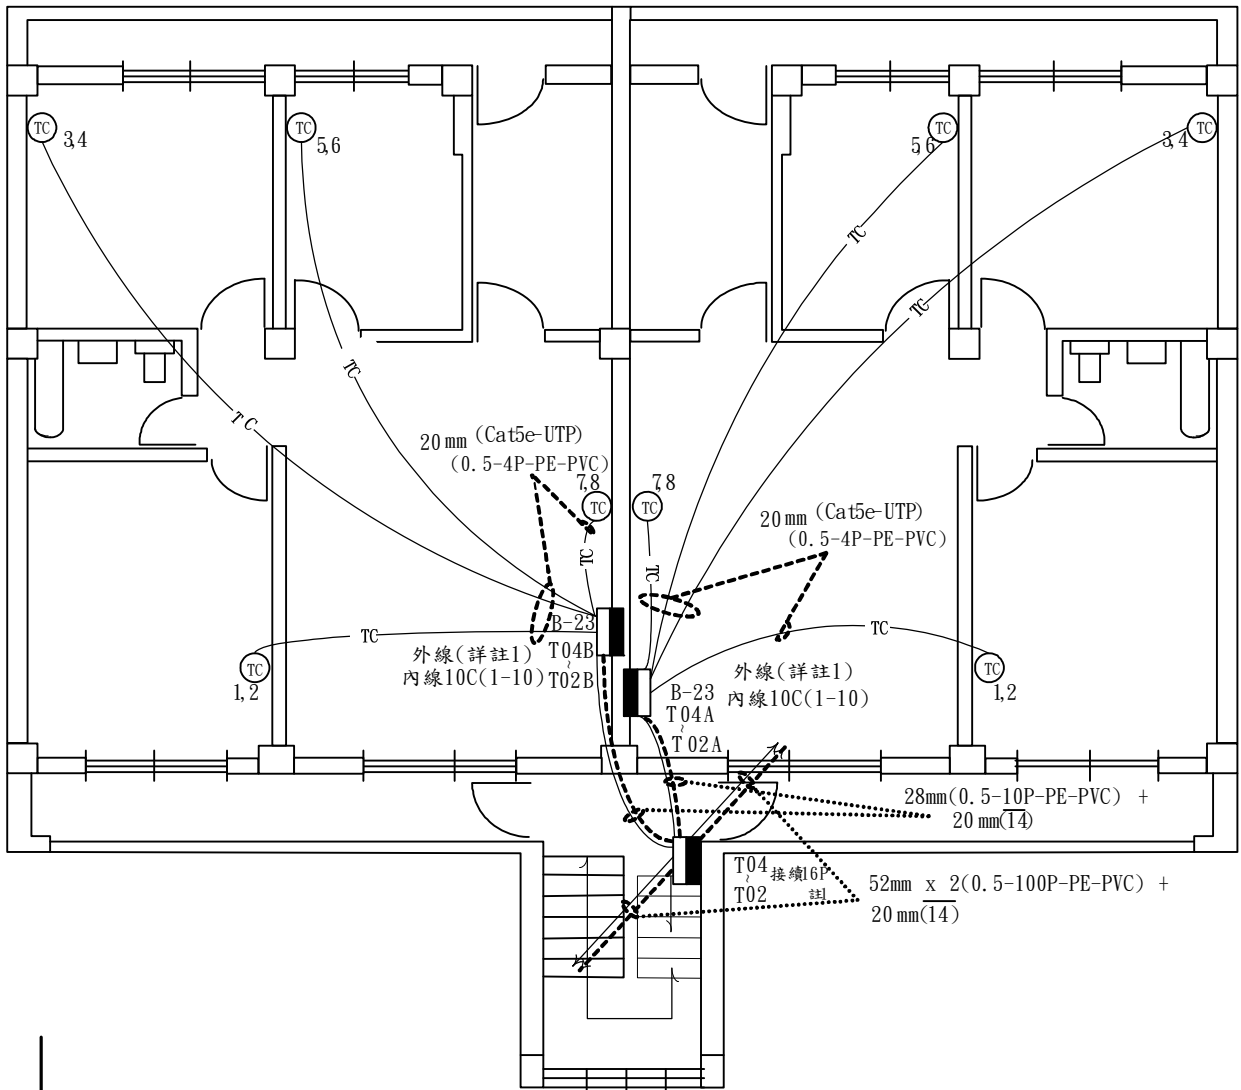 TC
3,4
TC
5,6
TC
5,6
TC
3,4
TC
TC
TC
TC
20mm (Cat5e-UTP)
(0.5-4P-PE-PVC)
7,8
TC
7,8
TC
20mm (Cat5e-UTP)
(0.5-4P-PE-PVC)
TC
TC
B-23
T04B
~
T02B
外線(詳註1)
內線10C(1-10)
TC
TC
1,2
TC
TC
1,2
外線(詳註1)
內線10C(1-10)
B-23
T04A
~
T02A
28mm(0.5-10P-PE-PVC) +
20mm(14)
T04
~
T02
接續16P
註1
52mm x 2(0.5-100P-PE-PVC) +
20mm(14)